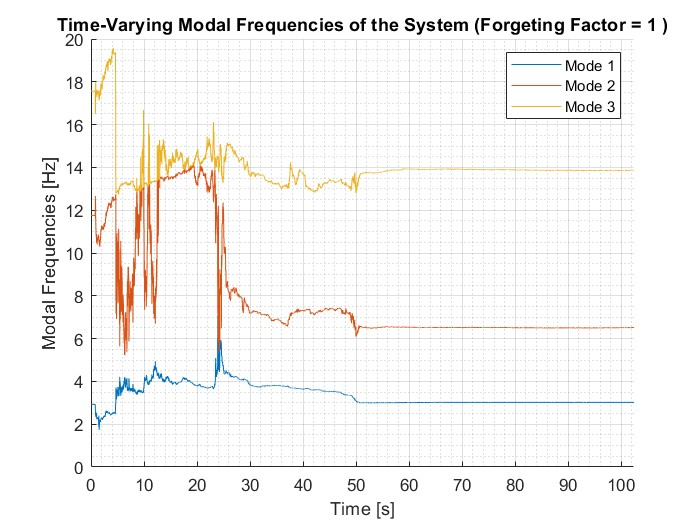 Time-Varying Modal Frequencies of the System (Forgeting Factor = 1 )
20
18
16
14
12
10
8
6
4
2
0
Modal Frequencies [Hz]
Mode 1
Mode 2
Mode 3
0 10 20 30 40 50 60 70 80 90 100
Time [s]